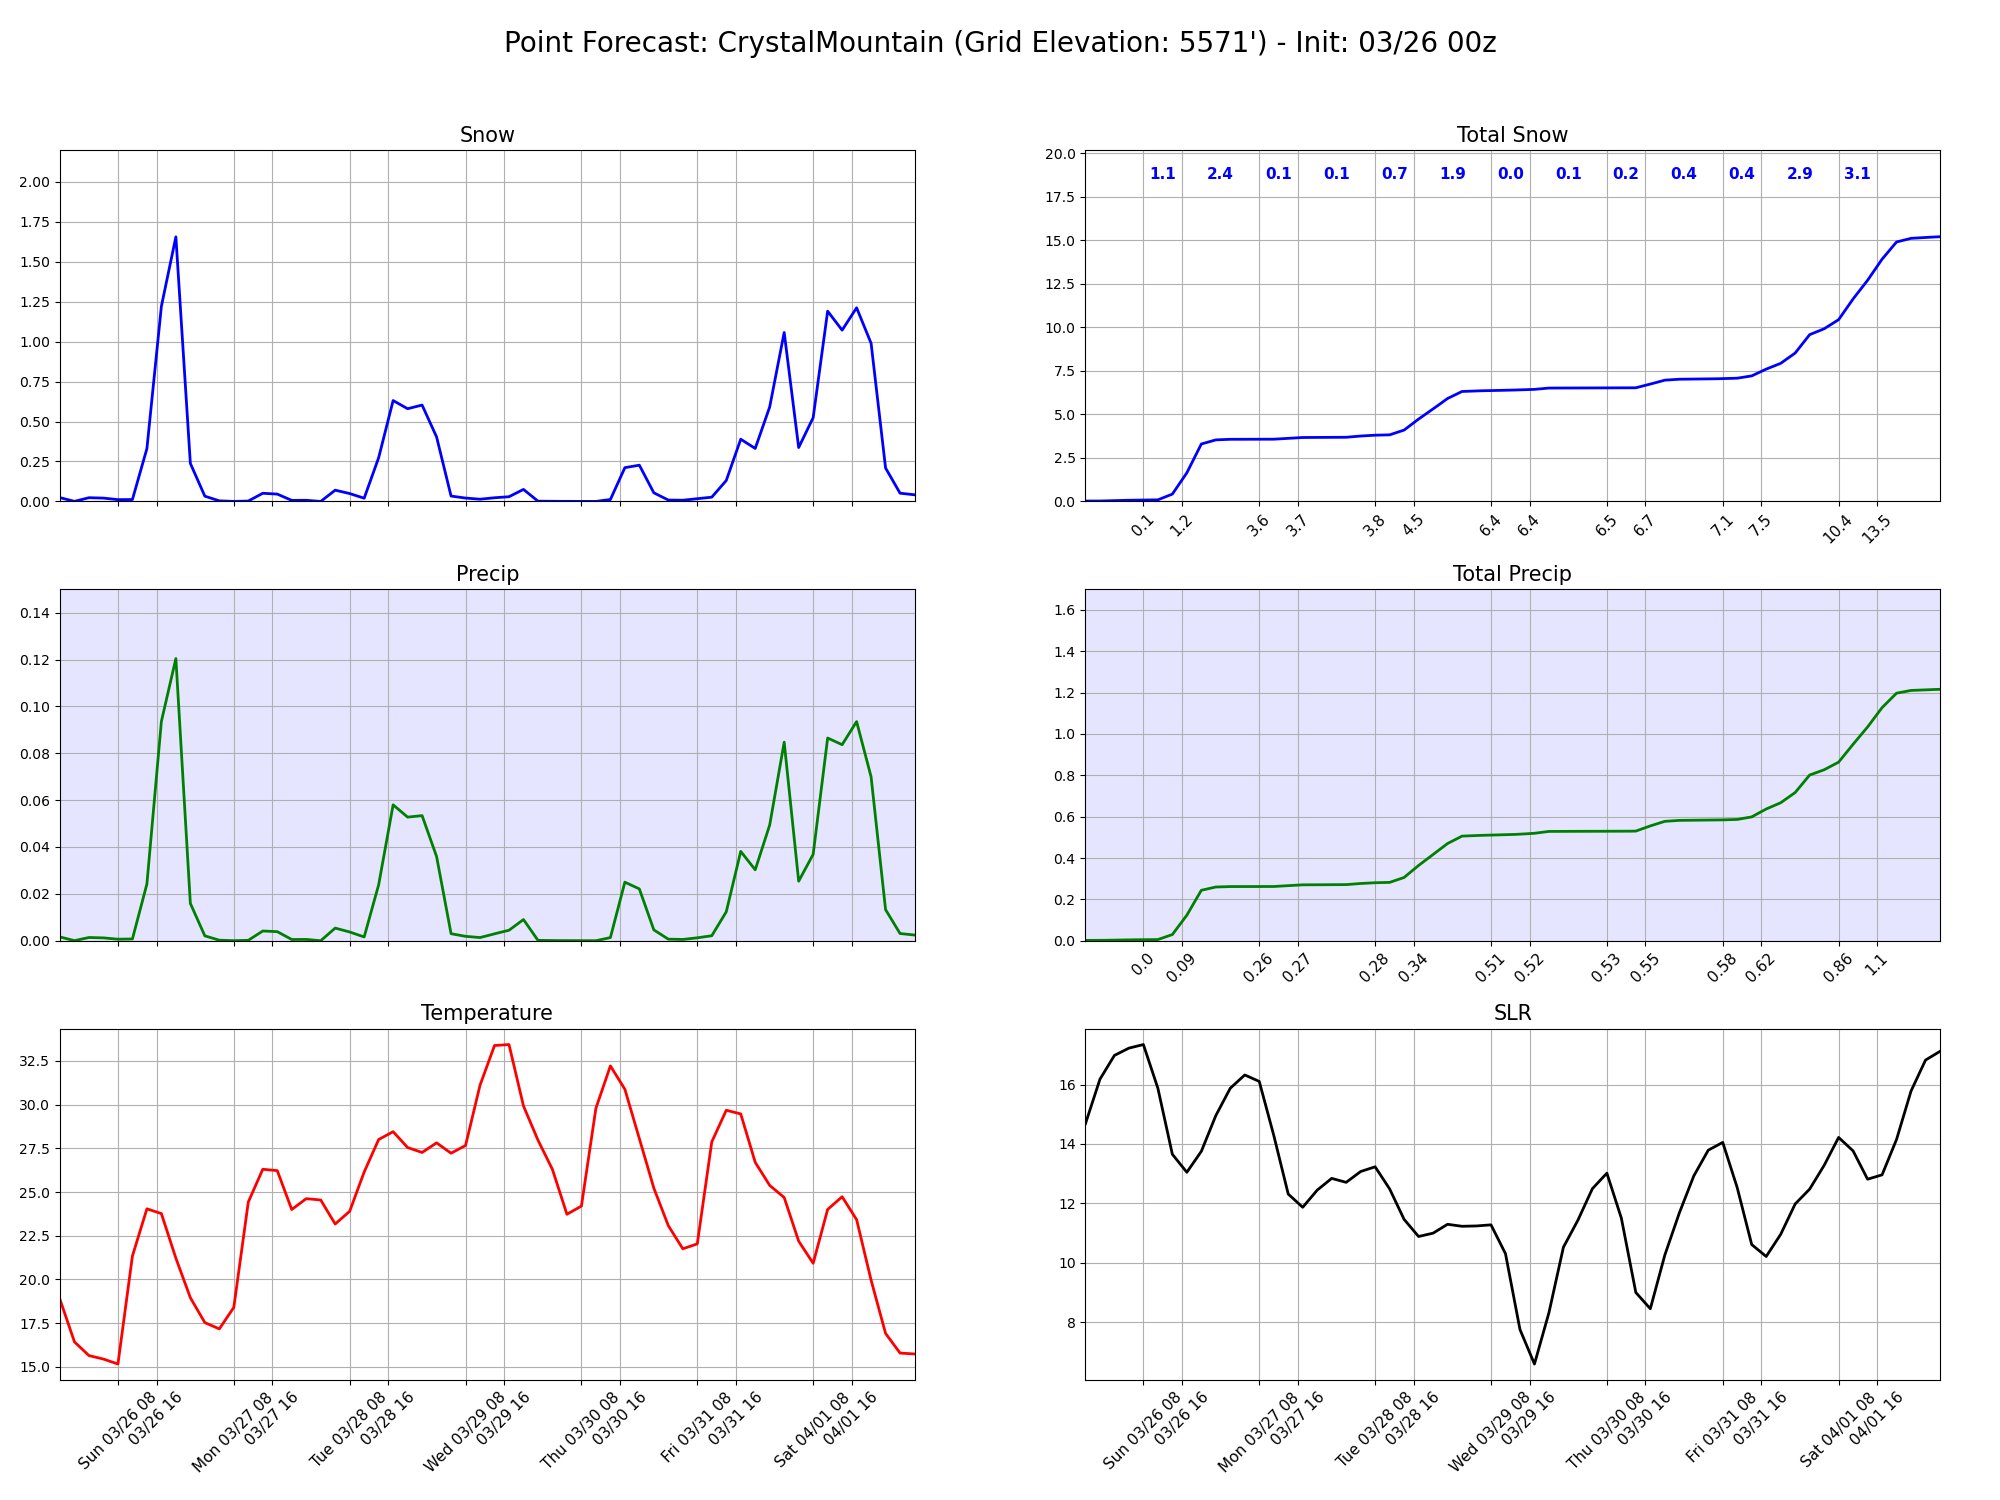 Point Forecast: CrystalMountain (Grid Elevation: 5571') - Init: 03/26 00z
Snow
2.00
1.75
1.50
1.25
1.00
0.75
0.50
0.25
0.00
Total Snow
20.0
17.5
15.0
12.5
10.0
7.5
5.0
2.5
0.0
1.1 2.4 0.1 0.1 0.7 1.9 0.0 0.1 0.2 0.4 0.4 2.9 3.1
0.1 1.2 3.6 3.7 3.8 4.5 6.4 6.4 6.5 6.7 7.1 7.5 10.4 13.5
Precip
0.14
0.12
0.10
0.08
0.06
0.04
0.02
0.00
Total Precip
1.6
1.4
1.2
1.0
0.8
0.6
0.4
0.2
0.0
0.0 0.09 0.26 0.27 0.28 0.34 0.51 0.52 0.53 0.55 0.58 0.62 0.86 1.1
Temperature
32.5
30.0
27.5
25.0
22.5
20.0
17.5
15.0
Sun 03/26 08
03/26 16
Mon 03/27 08
03/27 16
Tue 03/28 08
03/28 16
Wed 03/29 08
03/29 16
Thu 03/30 08
03/30 16
Fri 03/31 08
03/31 16
Sat 04/01 08
04/01 16
SLR
16
14
12
10
8
Sun 03/26 08
03/26 16
Mon 03/27 08
03/27 16
Tue 03/28 08
03/28 16
Wed 03/29 08
03/29 16
Thu 03/30 08
03/30 16
Fri 03/31 08
03/31 16
Sat 04/01 08
04/01 16